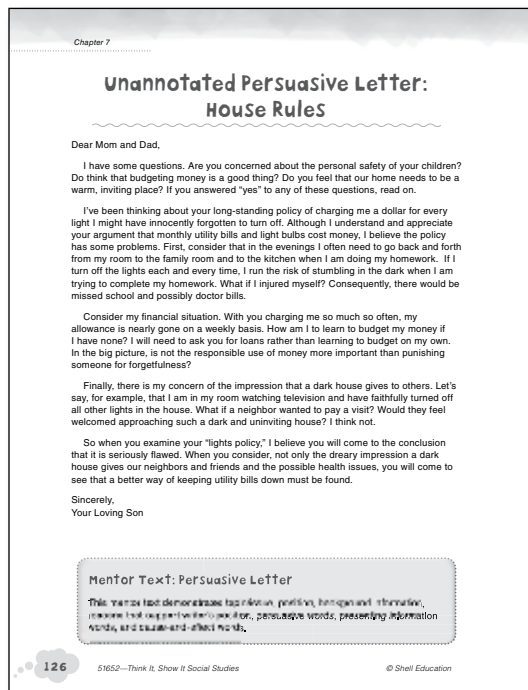 Chapter 7
Unannotated Persuasive Letter:
House Rules
Dear Mom and Dad,
I have some questions. Are you concerned about the personal safety of your children?
Do think that budgeting money is a good thing? Do you feel that our home needs to be a
warm, inviting place? If you answered “yes” to any of these questions, read on.
I’ve been thinking about your long-standing policy of charging me a dollar for every
light I might have innocently forgotten to turn off. Although I understand and appreciate
your argument that monthly utility bills and light bulbs cost money, I believe the policy
has some problems. First, consider that in the evenings I often need to go back and forth
from my room to the family room and to the kitchen when I am doing my homework. If I
turn off the lights each and every time, I run the risk of stumbling in the dark when I am
trying to complete my homework. What if I injured myself? Consequently, there would be
missed school and possibly doctor bills.
Consider my financial situation. With you charging me so much so often, my
allowance is nearly gone on a weekly basis. How am I to learn to budget my money if
I have none? I will need to ask you for loans rather than learning to budget on my own.
In the big picture, is not the responsible use of money more important than punishing
someone for forgetfulness?
Finally, there is my concern of the impression that a dark house gives to others. Let’s
say, for example, that I am in my room watching television and have faithfully turned off
all other lights in the house. What if a neighbor wanted to pay a visit? Would they feel
welcomed approaching such a dark and uninviting house? I think not.
So when you examine your “lights policy,” I believe you will come to the conclusion
that it is seriously flawed. When you consider, not only the dreary impression a dark
house gives our neighbors and friends and the possible health issues, you will come to
see that a better way of keeping utility bills down must be found.
Sincerely,
Your Loving Son
Mentor Text: Persuasive Letter
This mentor text demonstrates position, background information,
reasons that support writer’s position, persuasive words, presenting information
words, and cause-and-effect words.
126
51652—Think It, Show It Social Studies
© Shell Education